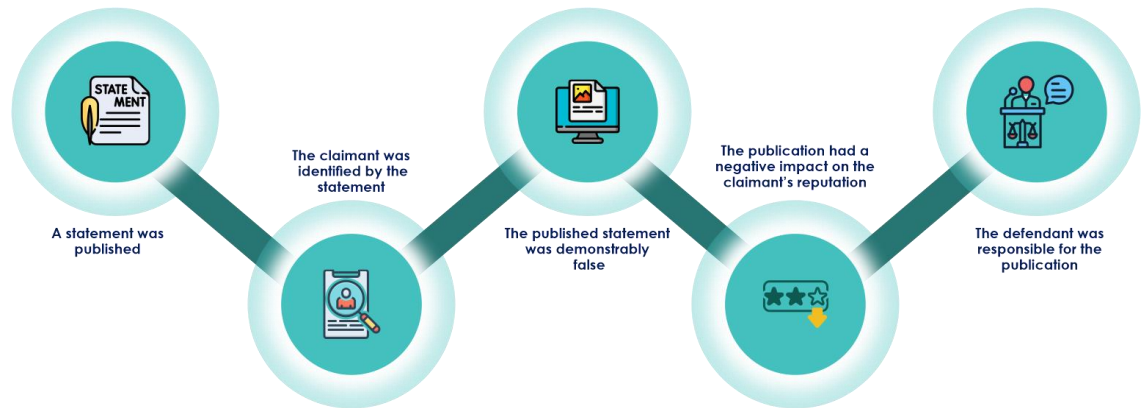 STATE
MENT
A statement was
published
The claimant was
identified by the
statement
The published statement
was demonstrably
false
The publication had a
negative impact on the
claimant's reputation
The defendant was
responsible for the
publication